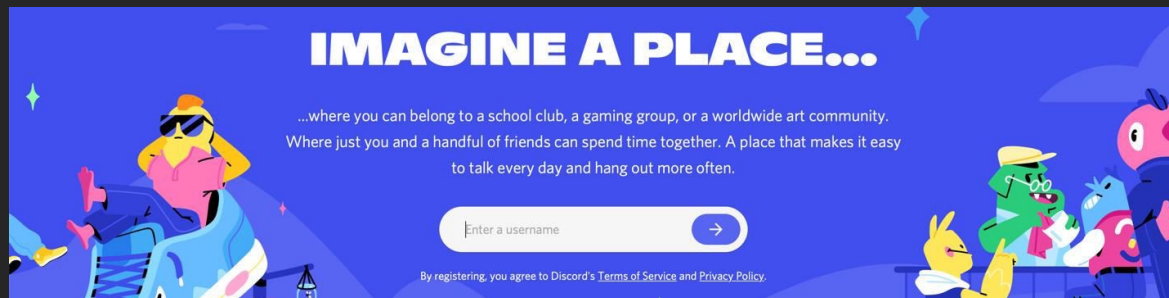 IMAGINE A PLACE...
...where you can belong to a school club, a gaming group, or a worldwide art community.
Where just you and a handful of friends can spend time together. A place that makes it easy
to talk every day and hang out more often.
Enter a username
By registering, you agree to Discord's Terms of Service and Privacy Policy.